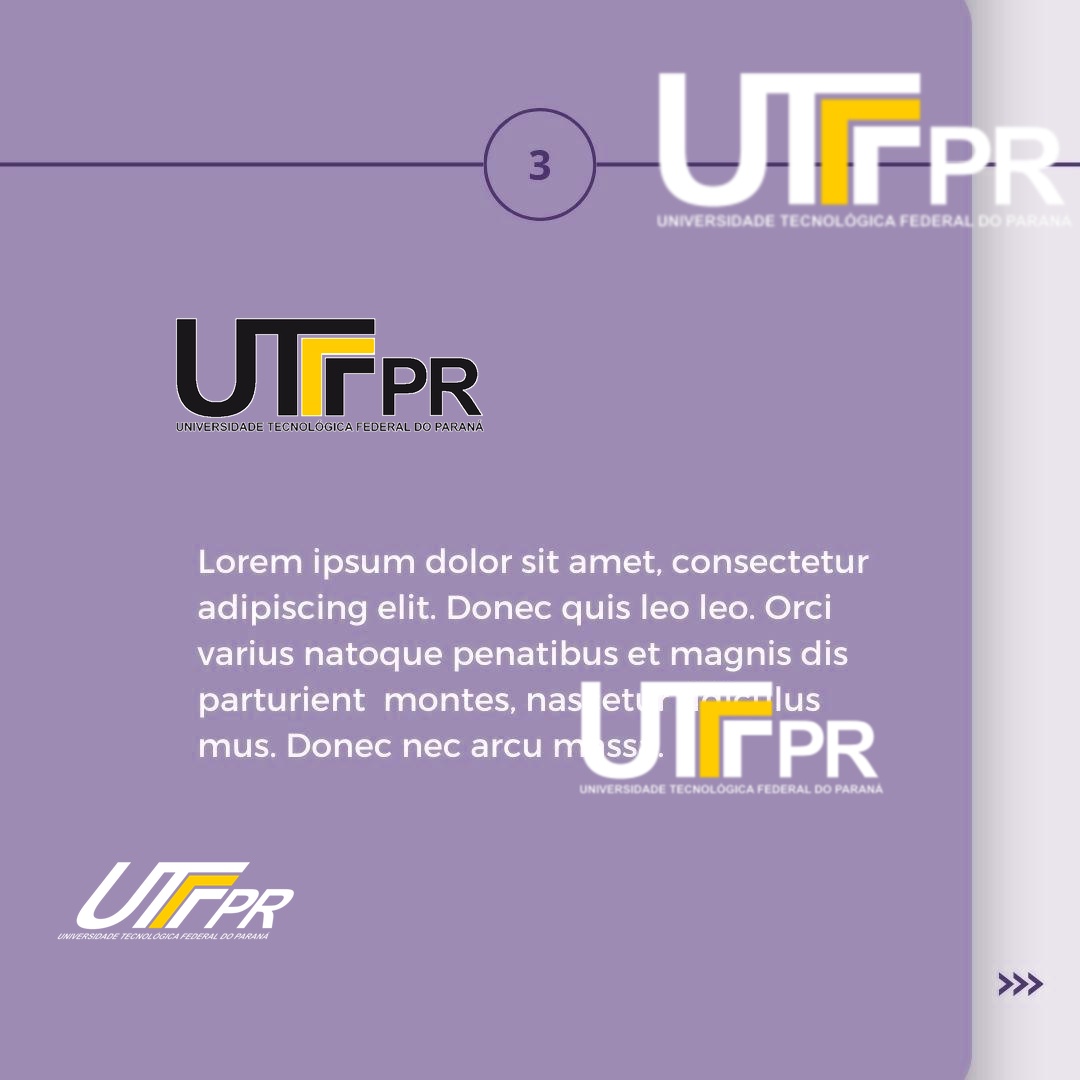 UTFPR
UNIVERSIDADE TECNOLÓGICA FEDERAL DO PARANÁ
3
UTFPR
UNIVERSIDADE TECNOLÓGICA FEDERAL DO PARANÁ
Lorem ipsum dolor sit amet, consectetur
adipiscing elit. Donec quis leo leo. Orci
varius natoque penatibus et magnis dis
parturient montes,
mus. Donec nec arcu
UTFPR
UNIVERSIDADE TECNOLÓGICA FEDERAL DO PARANÁ
UTFPR
UNIVERSIDADE TECNOLÓGICA FEDERAL DO PARANÁ